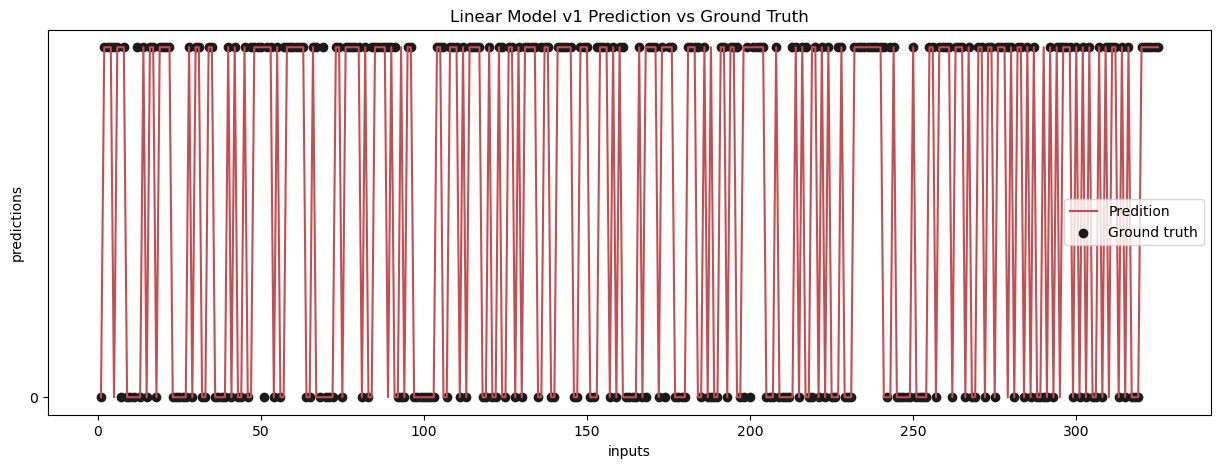 Linear Model v1 Prediction vs Ground Truth
predictions
0
Predition
Ground truth
0 50 100 150 200 250 300
inputs